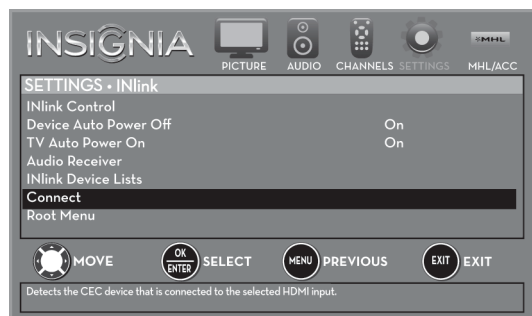 INSIGNIA
PICTURE AUDIO CHANNELS SETTINGS MHL MHL/ACC
SETTINGS • INlink
INlink Control
Device Auto Power Off On
TV Auto Power On On
Audio Receiver
INlink Device Lists
Connect
Root Menu
MOVE OK ENTER SELECT MENU PREVIOUS EXIT EXIT
Detects the CEC device that is connected to the selected HDMI input.